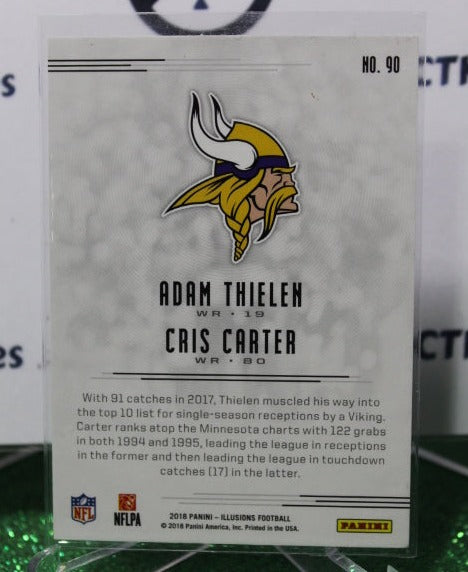 NO. 90
ADAM THIELEN
WR • 19
CRIS CARTER
WR • 80
With 91 catches in 2017, Thielen muscled his way into
the top 10 list for single-season receptions by a Viking.
Carter ranks atop the Minnesota charts with 122 grabs
in both 1994 and 1995, leading the league in receptions
in the former and then leading the league in touchdown
catches (17) in the latter.
NFL
NFLPA
2018 PANINI – ILLUSIONS FOOTBALL
© 2018 Panini America, Inc. Printed in the USA.
PANINI